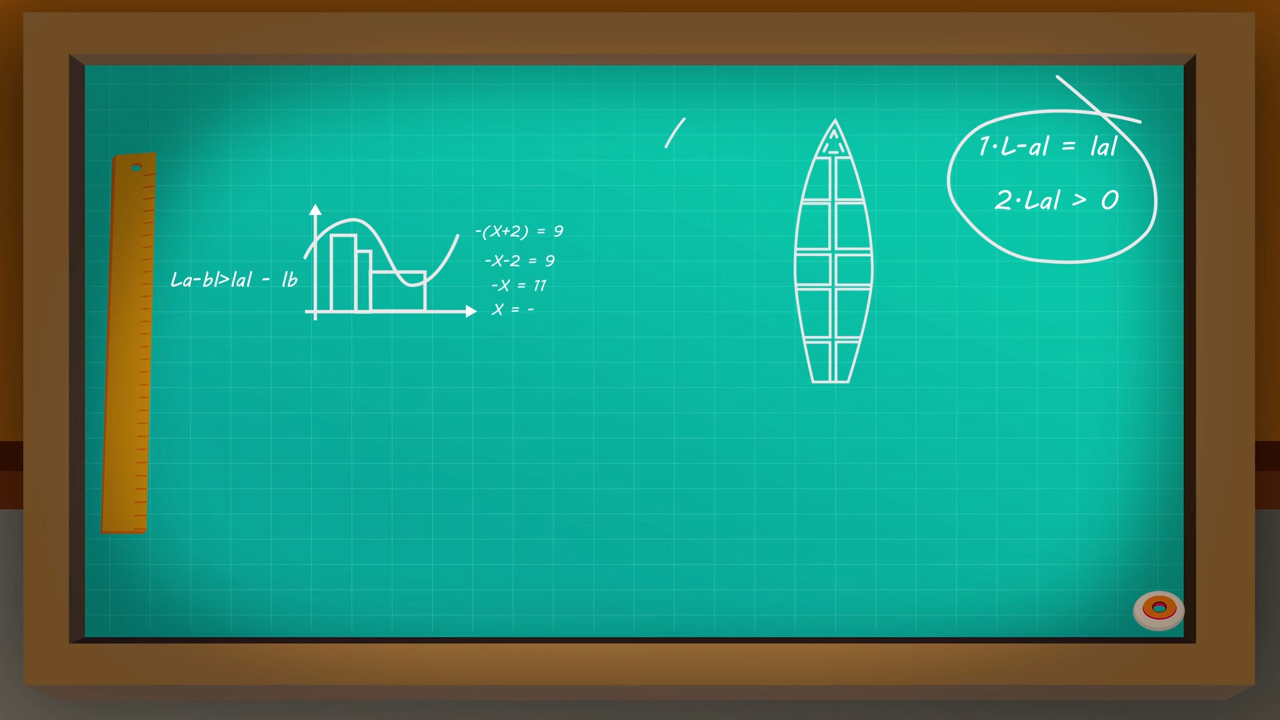 La-bl>lal - lb
-(X+2) = 9
-X-2 = 9
-X = 11
X = -
1·L-al = lal
2·Lal > 0